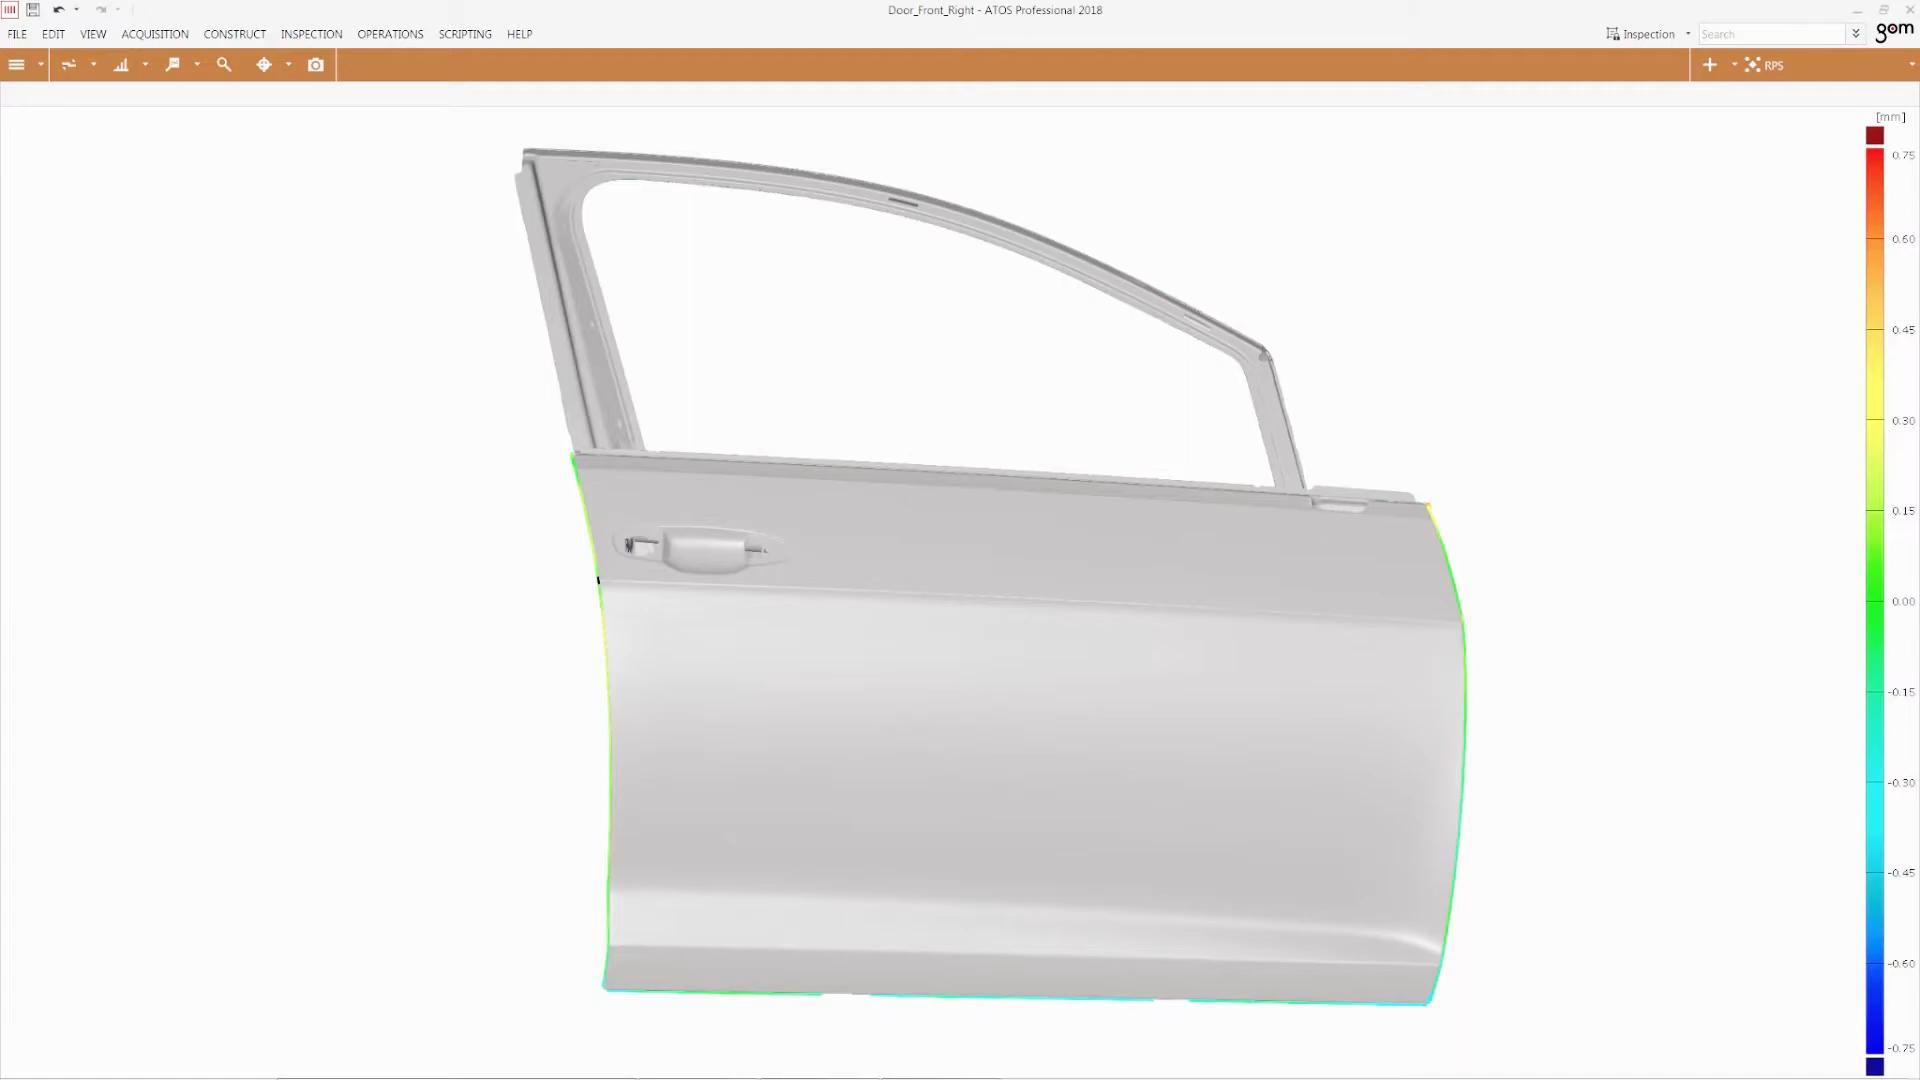 Door_Front_Right - ATOS Professional 2018
FILE EDIT VIEW ACQUISITION CONSTRUCT INSPECTION OPERATIONS SCRIPTING HELP
Inspection
Search
gom
RPS
[mm]
0.75
0.60
0.45
0.30
0.15
0.00
-0.15
-0.30
-0.45
-0.60
-0.75